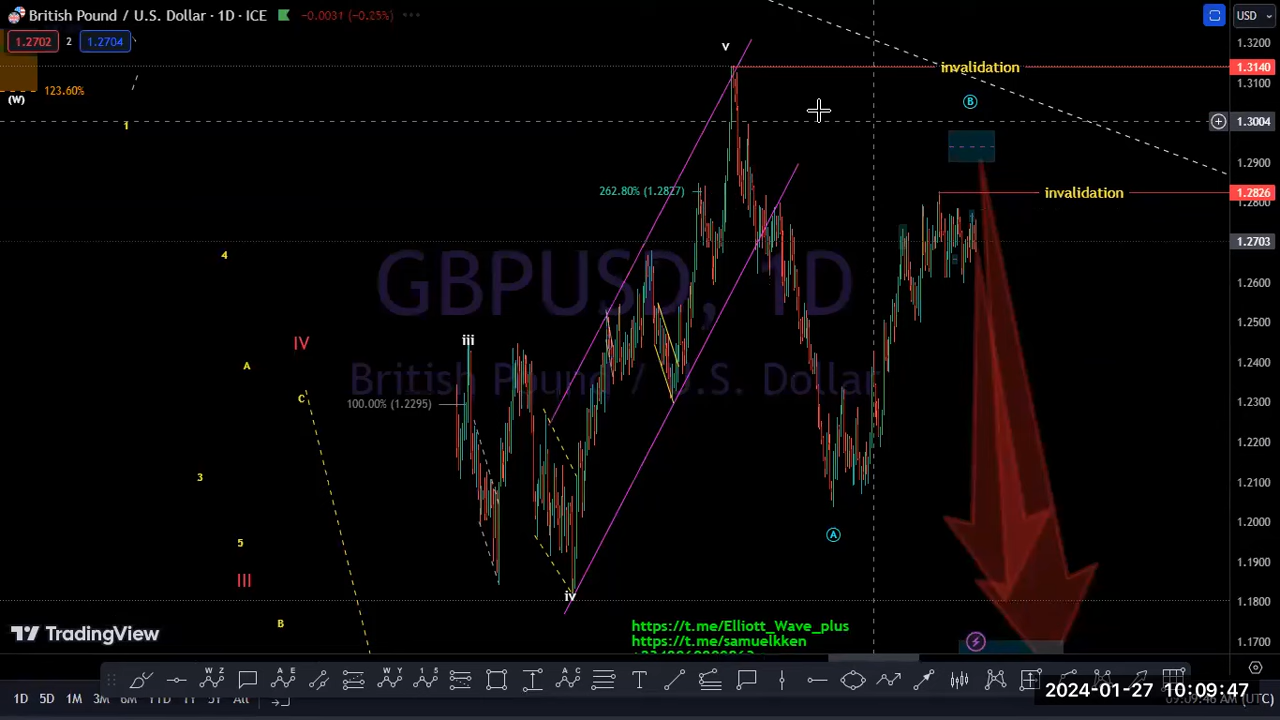 British Pound / U.S. Dollar · 1D · ICE −0.0031 (−0.25%) USD
1.2702 2 1.2704
1.3200
v
invalidation 1.3140
123.60% 1.3100
(W) B
1 1.3004
1.2900
262.80% (1.2827) invalidation 1.2826
1.2800
1.2703
4
GBPUSD, 1D
1.2600
1.2500
IV iii
A British Pound / U.S. Dollar 1.2400
C 100.00% (1.2295) 1.2300
1.2200
3 1.2100
1.2000
5 A
III 1.1900
iv 1.1800
B https://t.me/Elliott_Wave_plus
TradingView https://t.me/samuelkken 1.1700
W Z A E W Y 1 5 A C T
2024-01-27 10:09:47
1D 5D 1M 3M 6M YTD 1Y 5Y All